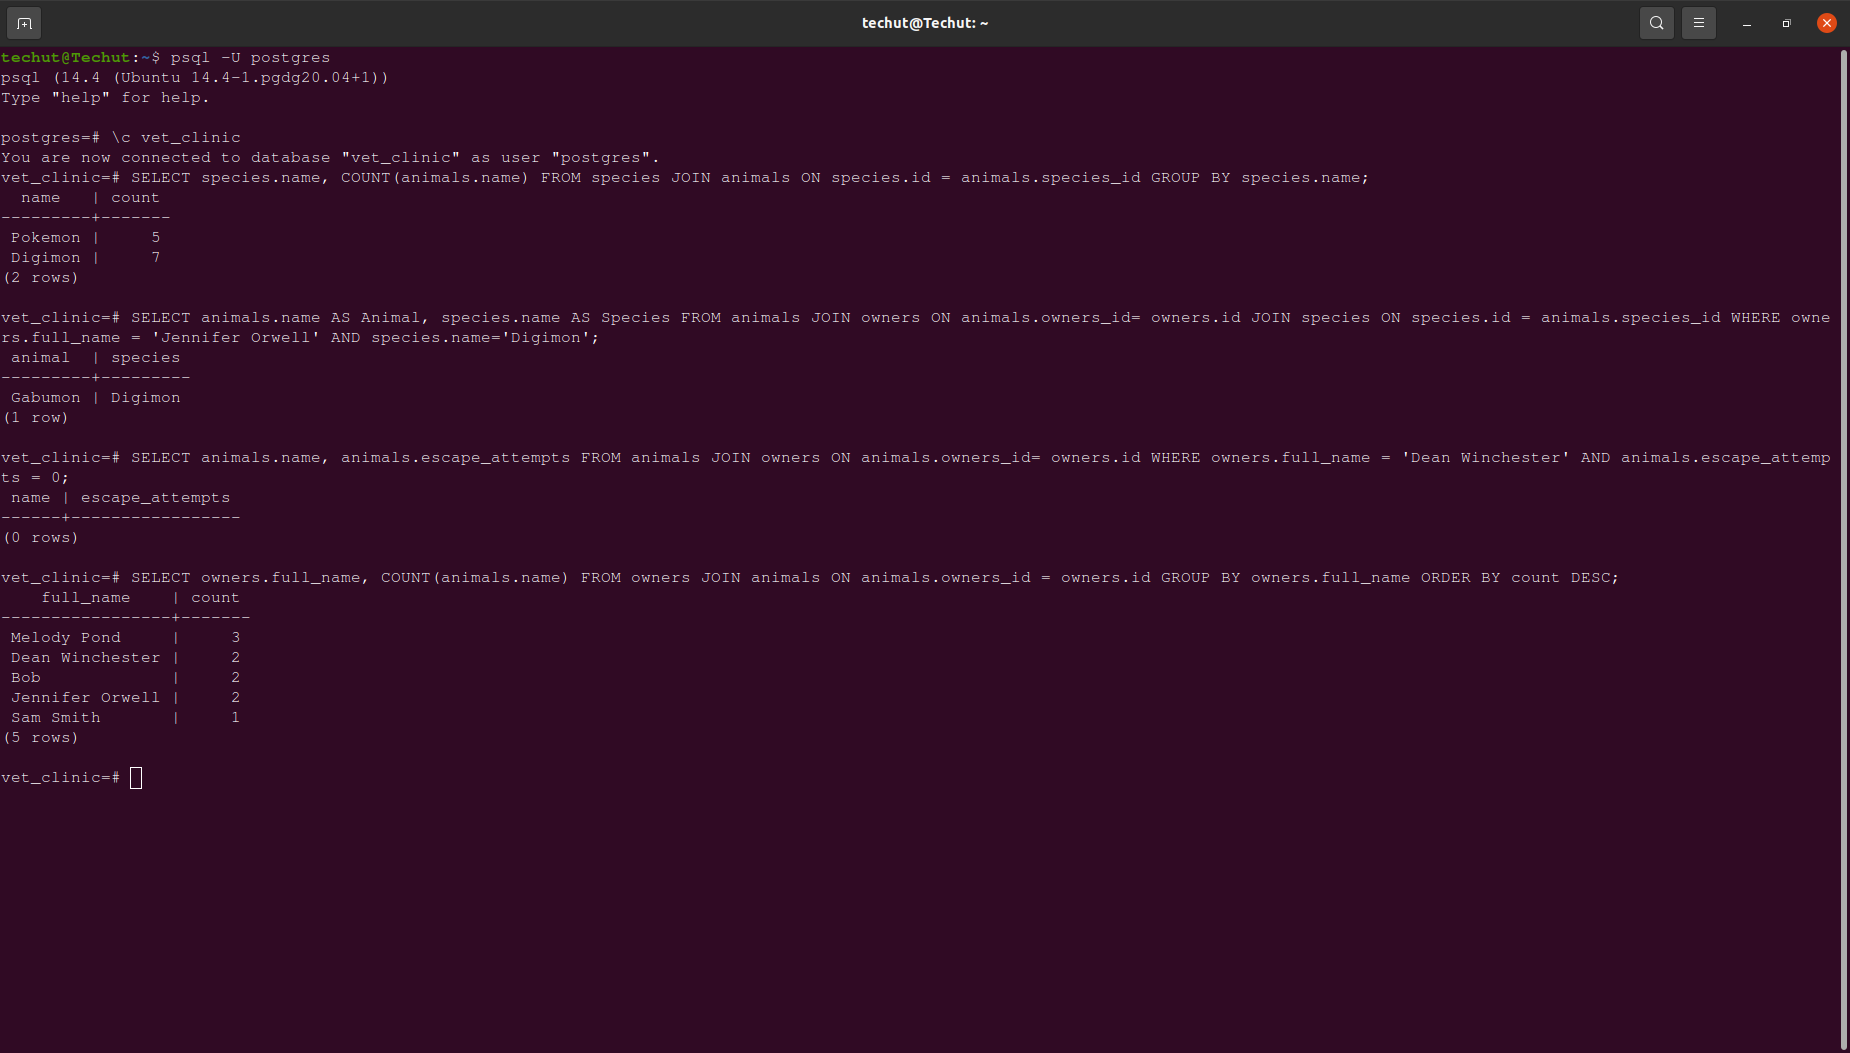 techut@Techut: ~
techut@Techut:~$ psql -U postgres
psql (14.4 (Ubuntu 14.4-1.pgdg20.04+1))
Type "help" for help.

postgres=# \c vet_clinic
You are now connected to database "vet_clinic" as user "postgres".
vet_clinic=# SELECT species.name, COUNT(animals.name) FROM species JOIN animals ON species.id = animals.species_id GROUP BY species.name;
  name   | count
---------+-------
 Pokemon |     5
 Digimon |     7
(2 rows)

vet_clinic=# SELECT animals.name AS Animal, species.name AS Species FROM animals JOIN owners ON animals.owners_id= owners.id JOIN species ON species.id = animals.species_id WHERE owne
rs.full_name = 'Jennifer Orwell' AND species.name='Digimon';
 animal  | species
---------+---------
 Gabumon | Digimon
(1 row)

vet_clinic=# SELECT animals.name, animals.escape_attempts FROM animals JOIN owners ON animals.owners_id= owners.id WHERE owners.full_name = 'Dean Winchester' AND animals.escape_attemp
ts = 0;
 name | escape_attempts
------+-----------------
(0 rows)

vet_clinic=# SELECT owners.full_name, COUNT(animals.name) FROM owners JOIN animals ON animals.owners_id = owners.id GROUP BY owners.full_name ORDER BY count DESC;
    full_name    | count
-----------------+-------
 Melody Pond     |     3
 Dean Winchester |     2
 Bob             |     2
 Jennifer Orwell |     2
 Sam Smith       |     1
(5 rows)

vet_clinic=#